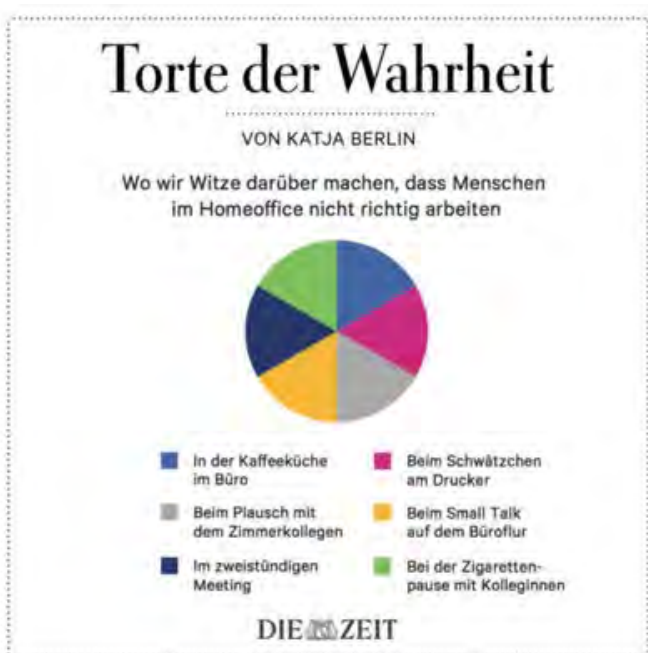 Torte der Wahrheit
VON KATJA BERLIN
Wo wir Witze darüber machen, dass Menschen
im Homeoffice nicht richtig arbeiten
In der Kaffeeküche
im Büro
Beim Schwätzchen
am Drucker
Beim Plausch mit
dem Zimmerkollegen
Beim Small Talk
auf dem Büroflur
Im zweistündigen
Meeting
Bei der Zigaretten-
pause mit Kolleginnen
DIE ZEIT